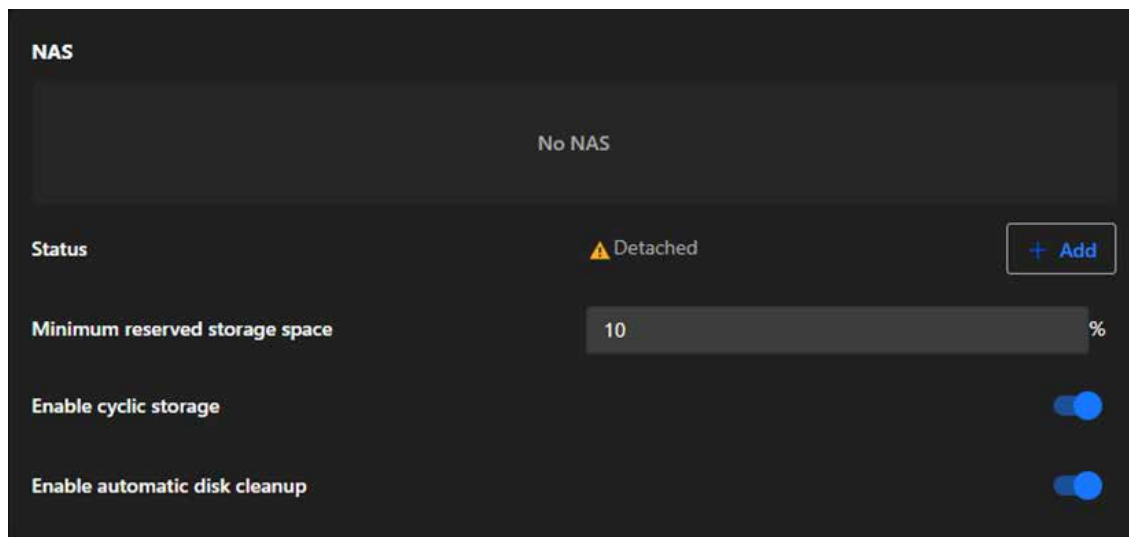 NAS
No NAS
Status Detached + Add
Minimum reserved storage space 10 %
Enable cyclic storage
Enable automatic disk cleanup